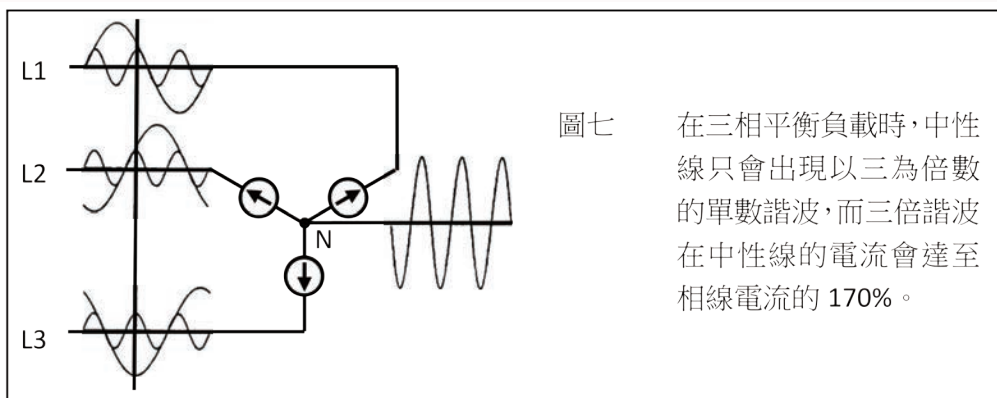 L1
L2
L3
N
圖七
在三相平衡負載時，中性
線只會出現以三為倍數
的單數諧波，而三倍諧波
在中性線的電流會達至
相線電流的 170%。